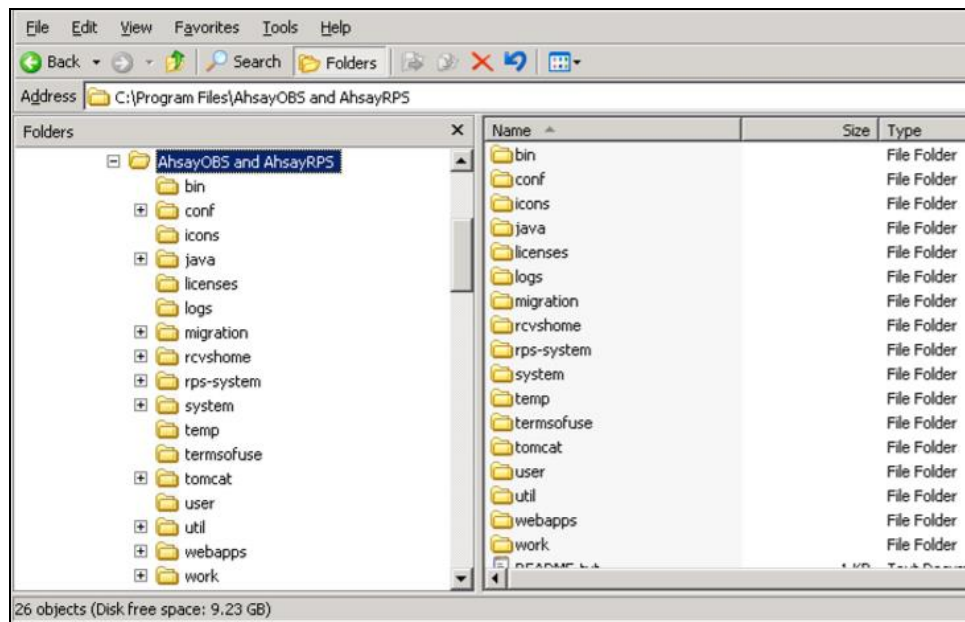 File Edit View Favorites Tools Help
Back Search Folders
Address C:\Program Files\AhsayOBS and AhsayRPS
Folders
AhsayOBS and AhsayRPS
bin
conf
icons
java
licenses
logs
migration
rcvshome
rps-system
system
temp
termsofuse
tomcat
user
util
webapps
work
Name Size Type
bin File Folder
conf File Folder
icons File Folder
java File Folder
licenses File Folder
logs File Folder
migration File Folder
rcvshome File Folder
rps-system File Folder
system File Folder
temp File Folder
termsofuse File Folder
tomcat File Folder
user File Folder
util File Folder
webapps File Folder
work File Folder
README.txt 1 KB
26 objects (Disk free space: 9.23 GB)